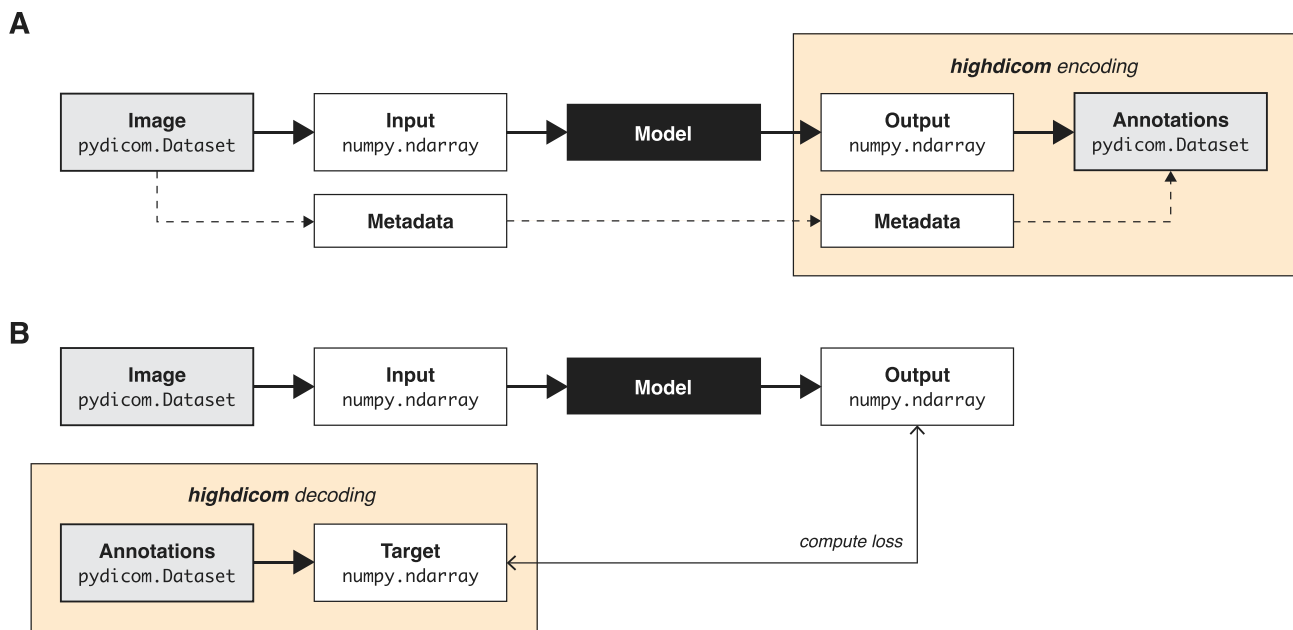 A
highdicom encoding
Image
pydicom.Dataset
Input
numpy.ndarray
Model
Output
numpy.ndarray
Annotations
pydicom.Dataset
Metadata
Metadata
B
Image
pydicom.Dataset
Input
numpy.ndarray
Model
Output
numpy.ndarray
highdicom decoding
Annotations
pydicom.Dataset
Target
numpy.ndarray
compute loss